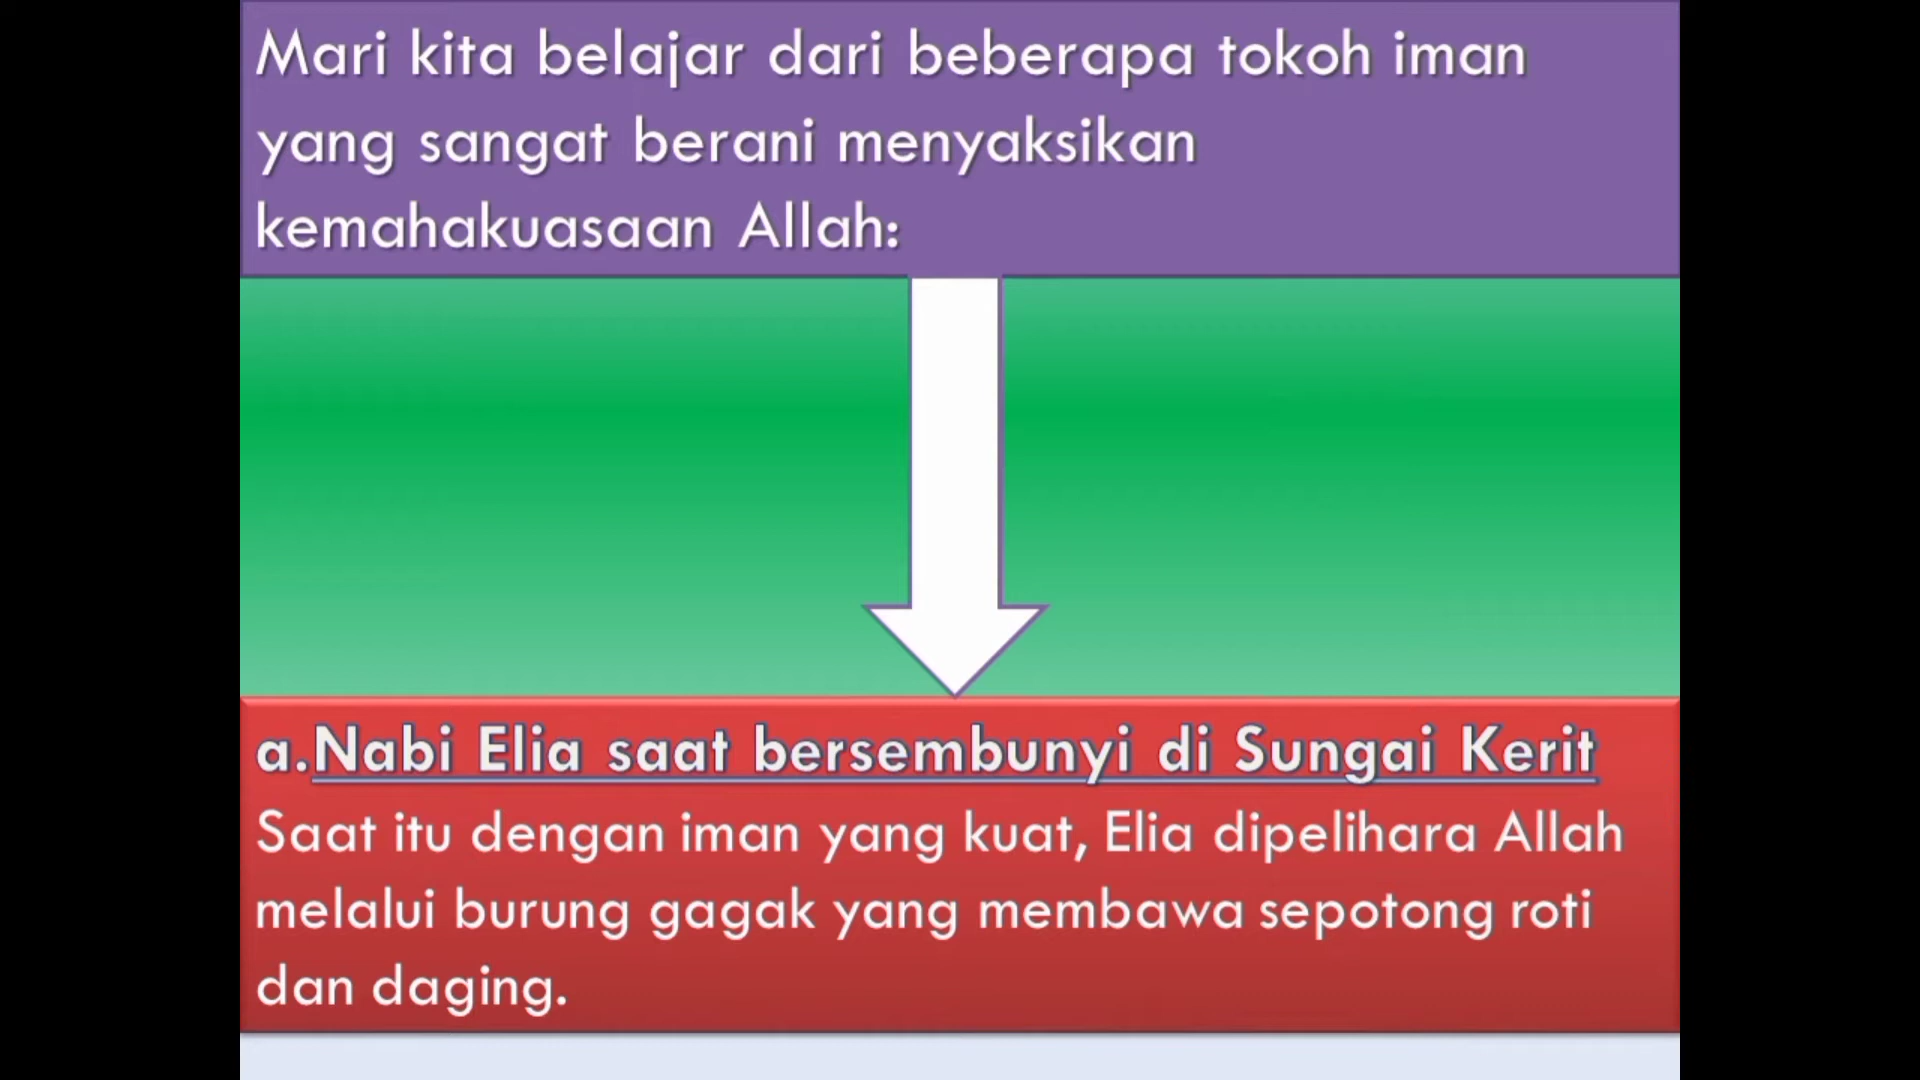 Mari kita belajar dari beberapa tokoh iman
yang sangat berani menyaksikan
kemahakuasaan Allah:
a.Nabi Elia saat bersembunyi di Sungai Kerit
Saat itu dengan iman yang kuat, Elia dipelihara Allah
melalui burung gagak yang membawa sepotong roti
dan daging.